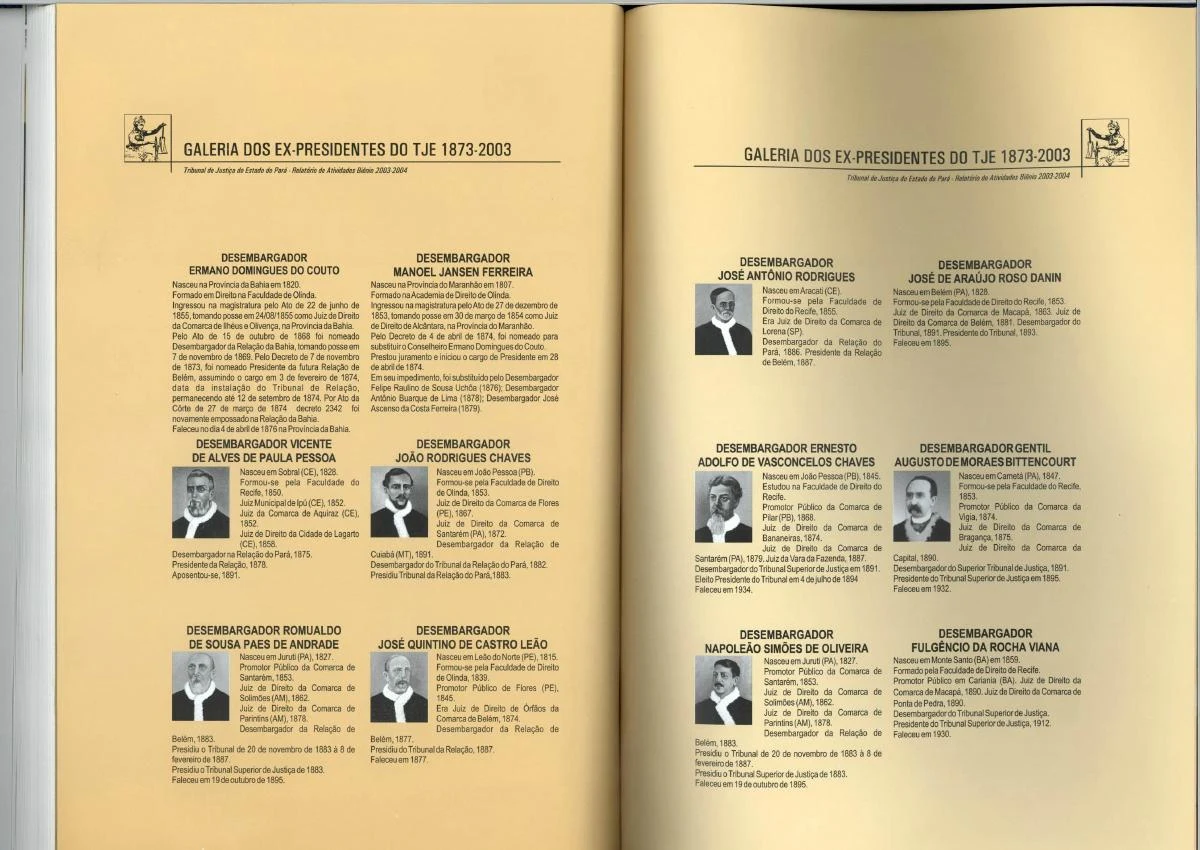 GALERIA DOS EX-PRESIDENTES DO TJE 1873-2003
Tribunal de Justiça do Estado do Pará - Relatório de Atividades Biênio 2003-2004
DESEMBARGADOR
ERMANO DOMINGUES DO COUTO
Nasceu na Província da Bahia em 1820.
Formado em Direito na Faculdade de Olinda.
Ingressou na magistratura pelo Ato de 22 de junho de
1855, tomando posse em 24/08/1855 como Juiz de Direito
da Comarca de Ilhéus e Olivença, na Província da Bahia.
Pelo Ato de 15 de outubro de 1868 foi nomeado
Desembargador da Relação da Bahia, tomando posse em
7 de novembro de 1869. Pelo Decreto de 7 de novembro
de 1873, foi nomeado Presidente da futura Relação de
Belém, assumindo o cargo em 3 de fevereiro de 1874,
data da instalação do Tribunal de Relação,
permanecendo até 12 de setembro de 1874. Por Ato da
Côrte de 27 de março de 1874 decreto 2342 foi
novamente empossado na Relação da Bahia.
Faleceu no dia 4 de abril de 1876 na Província da Bahia.
DESEMBARGADOR
MANOEL JANSEN FERREIRA
Nasceu na Província do Maranhão em 1807.
Formado na Academia de Direito de Olinda.
Ingressou na magistratura pelo Ato de 27 de dezembro de
1853, tomando posse em 30 de março de 1854 como Juiz
de Direito de Alcântara, na Província do Maranhão.
Pelo Decreto de 4 de abril de 1874, foi nomeado para
substituir o Conselheiro Ermano Domingues do Couto.
Prestou juramento e iniciou o cargo de Presidente em 28
de abril de 1874.
Em seu impedimento, foi substituído pelo Desembargador
Felipe Raulino de Sousa Uchôa (1876); Desembargador
Antônio Buarque de Lima (1878); Desembargador José
Ascenso da Costa Ferreira (1879).
DESEMBARGADOR VICENTE
DE ALVES DE PAULA PESSOA
Nasceu em Sobral (CE), 1828.
Formou-se pela Faculdade do
Recife, 1850.
Juiz Municipal de Ipú (CE), 1852.
Juiz da Comarca de Aquiraz (CE),
1852.
Juiz de Direito da Cidade de Lagarto
(CE), 1858.
Desembargador na Relação do Pará, 1875.
Presidente da Relação, 1878.
Aposentou-se, 1891.
DESEMBARGADOR
JOÃO RODRIGUES CHAVES
Nasceu em João Pessoa (PB).
Formou-se pela Faculdade de Direito
de Olinda, 1853.
Juiz de Direito da Comarca de Flores
(PE), 1867.
Juiz de Direito da Comarca de
Santarém (PA), 1872.
Desembargador da Relação de
Cuiabá (MT), 1891.
Desembargador do Tribunal da Relação do Pará, 1882.
Presidiu Tribunal da Relação do Pará, 1883.
DESEMBARGADOR ROMUALDO
DE SOUSA PAES DE ANDRADE
Nasceu em Juruti (PA), 1827.
Promotor Público da Comarca de
Santarém, 1853.
Juiz de Direito da Comarca de
Solimões (AM), 1862.
Juiz de Direito da Comarca de
Parintins (AM), 1878.
Desembargador da Relação de
Belém, 1883.
Presidiu o Tribunal de 20 de novembro de 1883 à 8 de
fevereiro de 1887.
Presidiu o Tribunal Superior de Justiça de 1883.
Faleceu em 19 de outubro de 1895.
DESEMBARGADOR
JOSÉ QUINTINO DE CASTRO LEÃO
Nasceu em Leão do Norte (PE), 1815.
Formou-se pela Faculdade de Direito
de Olinda, 1839.
Promotor Público de Flores (PE),
1845.
Era Juiz de Direito de Órfãos da
Comarca de Belém, 1874.
Desembargador da Relação de
Belém, 1877.
Presidiu do Tribunal da Relação, 1887.
Faleceu em 1877.
GALERIA DOS EX-PRESIDENTES DO TJE 1873-2003
Tribunal de Justiça do Estado do Pará - Relatório de Atividades Biênio 2003-2004
DESEMBARGADOR
JOSÉ ANTÔNIO RODRIGUES
Nasceu em Aracati (CE).
Formou-se pela Faculdade de
Direito do Recife, 1855.
Era Juiz de Direito da Comarca de
Lorena (SP).
Desembargador da Relação do
Pará, 1886. Presidente da Relação
de Belém, 1887.
DESEMBARGADOR
JOSÉ DE ARAÚJO ROSO DANIN
Nasceu em Belém (PA), 1828.
Formou-se pela Faculdade de Direito do Recife, 1853.
Juiz de Direito da Comarca de Macapá, 1863. Juiz de
Direito da Comarca de Belém, 1881. Desembargador do
Tribunal, 1891. Presidente do Tribunal, 1893.
Faleceu em 1895.
DESEMBARGADOR ERNESTO
ADOLFO DE VASCONCELOS CHAVES
Nasceu em João Pessoa (PB), 1845.
Estudou na Faculdade de Direito do
Recife.
Promotor Público da Comarca de
Pilar (PB), 1868.
Juiz de Direito da Comarca de
Bananeiras, 1874.
Juiz de Direito da Comarca de
Santarém (PA), 1879. Juiz da Vara da Fazenda, 1887.
Desembargador do Tribunal Superior de Justiça em 1891.
Eleito Presidente do Tribunal em 4 de julho de 1894
Faleceu em 1934.
DESEMBARGADOR GENTIL
AUGUSTO DE MORAES BITTENCOURT
Nasceu em Cametá (PA), 1847.
Formou-se pela Faculdade do Recife,
1853.
Promotor Público da Comarca da
Vigia, 1874.
Juiz de Direito da Comarca de
Bragança, 1875.
Juiz de Direito da Comarca da
Capital, 1890.
Desembargador do Superior Tribunal de Justiça, 1891.
Presidente do Tribunal Superior de Justiça em 1895.
Faleceu em 1932.
DESEMBARGADOR
NAPOLEÃO SIMÕES DE OLIVEIRA
Nasceu em Juruti (PA), 1827.
Promotor Público da Comarca de
Santarém, 1853.
Juiz de Direito da Comarca de
Solimões (AM), 1862.
Juiz de Direito da Comarca de
Parintins (AM), 1878.
Desembargador da Relação de
Belém, 1883.
Presidiu o Tribunal de 20 de novembro de 1883 à 8 de
fevereiro de 1887.
Presidiu o Tribunal Superior de Justiça de 1883.
Faleceu em 19 de outubro de 1895.
DESEMBARGADOR
FULGÊNCIO DA ROCHA VIANA
Nasceu em Monte Santo (BA) em 1859.
Formado pela Faculdade de Direito de Recife.
Promotor Público em Cariania (BA). Juiz de Direito da
Comarca de Macapá, 1890. Juiz de Direito da Comarca de
Ponta de Pedra, 1890.
Desembargador do Tribunal Superior de Justiça.
Presidente do Tribunal Superior de Justiça, 1912.
Faleceu em 1930.